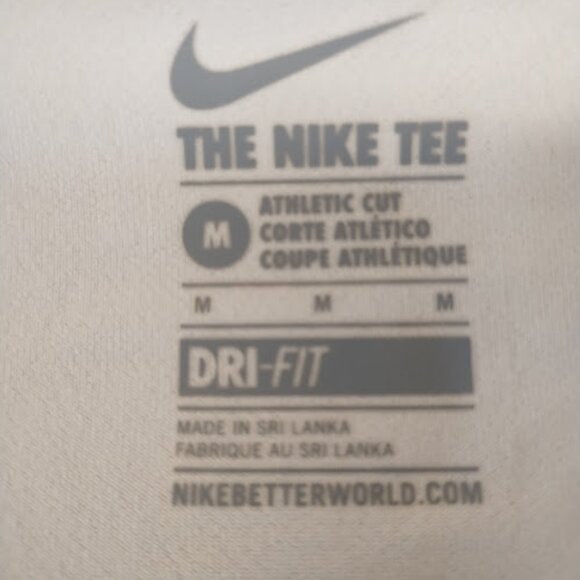 THE NIKE TEE
M
ATHLETIC CUT
CORTE ATLÉTICO
COUPE ATHLÉTIQUE
M M M
DRI-FIT
MADE IN SRI LANKA
FABRIQUE AU SRI LANKA
NIKEBETTERWORLD.COM